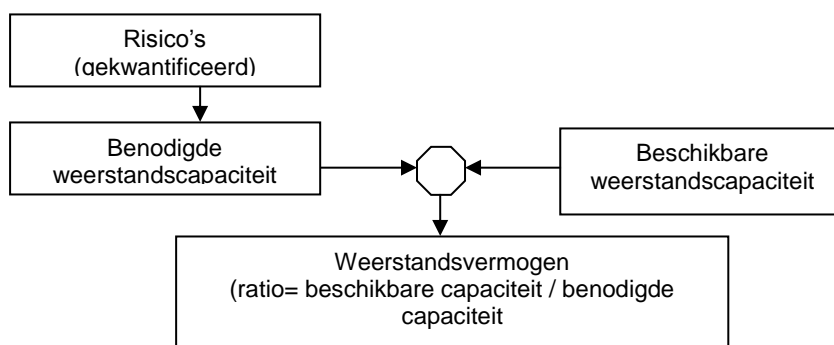 Risico's
(gekwantificeerd)
Benodigde
weerstandscapaciteit
Beschikbare
weerstandscapaciteit
Weerstandsvermogen
(ratio= beschikbare capaciteit / benodigde
capaciteit